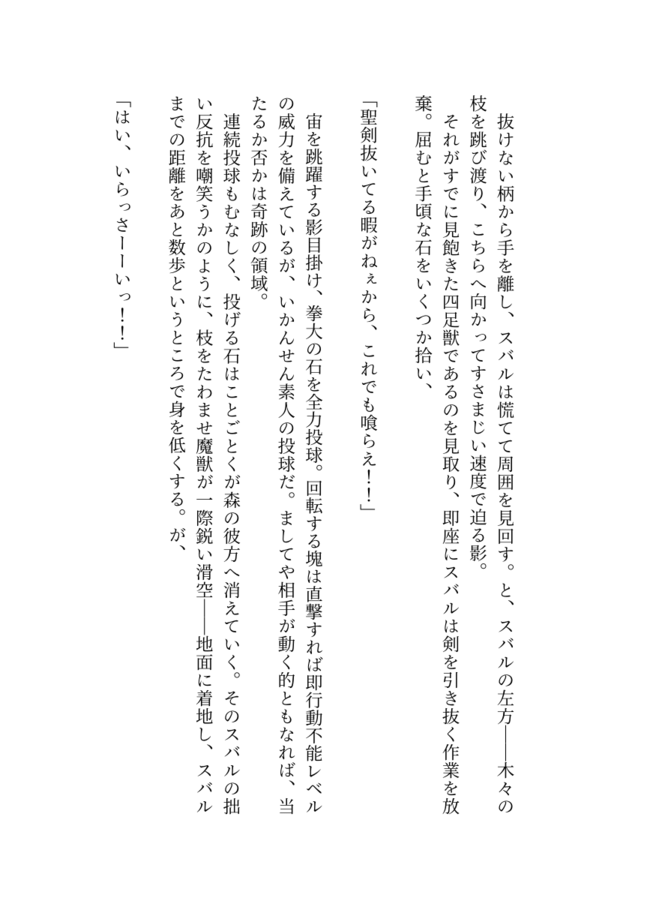 抜けない柄から手を離し、スバルは慌てて周囲を見回す。と、スバルの左方――木々の
枝を跳び渡り、こちらへ向かってすさまじい速度で迫る影。
　それがすでに見飽きた四足獣であるのを見取り、即座にスバルは剣を引き抜く作業を放
棄。屈むと手頃な石をいくつか拾い、
「聖剣抜いてる暇がねぇから、これでも喰らえ！！」
　宙を跳躍する影目掛け、拳大の石を全力投球。回転する塊は直撃すれば即行動不能レベル
の威力を備えているが、いかんせん素人の投球だ。ましてや相手が動く的ともなれば、当
たるか否かは奇跡の領域。
　連続投球もむなしく、投げる石はことごとくが森の彼方へ消えていく。そのスバルの拙
い反抗を嘲笑うかのように、枝をたわませ魔獣が一際鋭い滑空――地面に着地し、スバル
までの距離をあと数歩というところで身を低くする。が、
「はい、いらっさーーいっ！！」